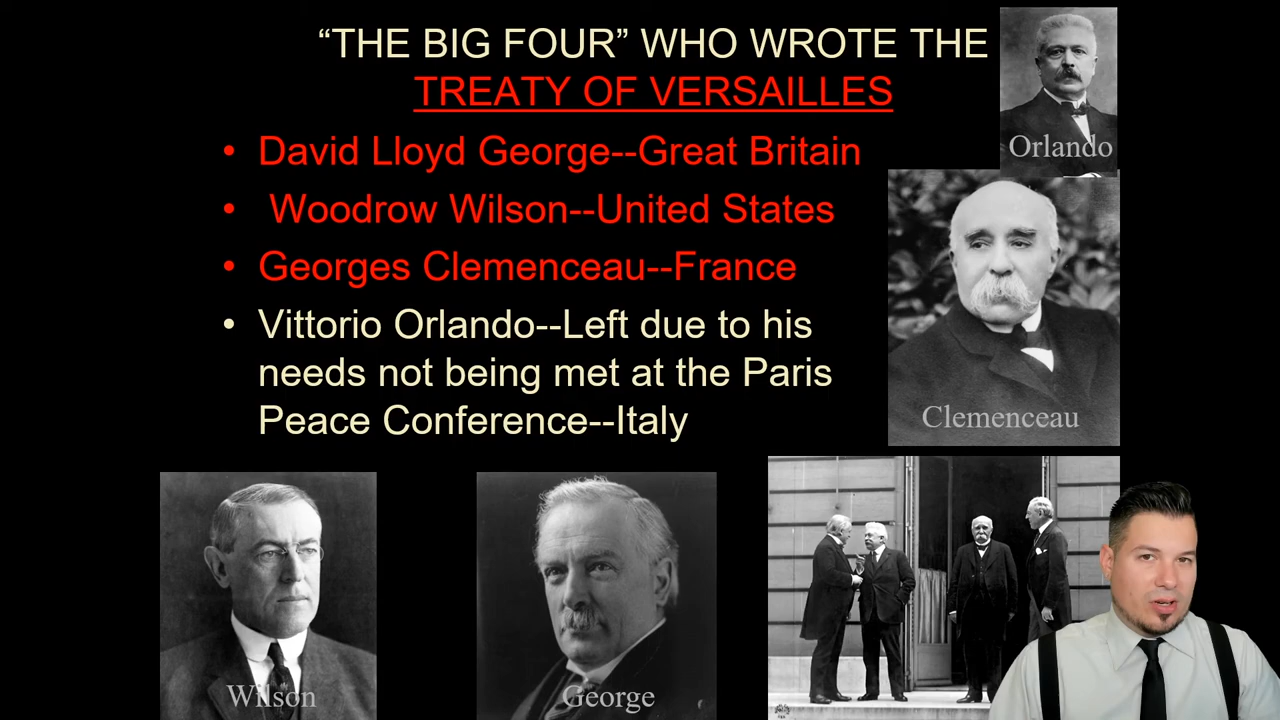 “THE BIG FOUR” WHO WROTE THE
TREATY OF VERSAILLES
• David Lloyd George--Great Britain
• Woodrow Wilson--United States
• Georges Clemenceau--France
• Vittorio Orlando--Left due to his
needs not being met at the Paris
Peace Conference--Italy
Orlando
Clemenceau
Wilson
George